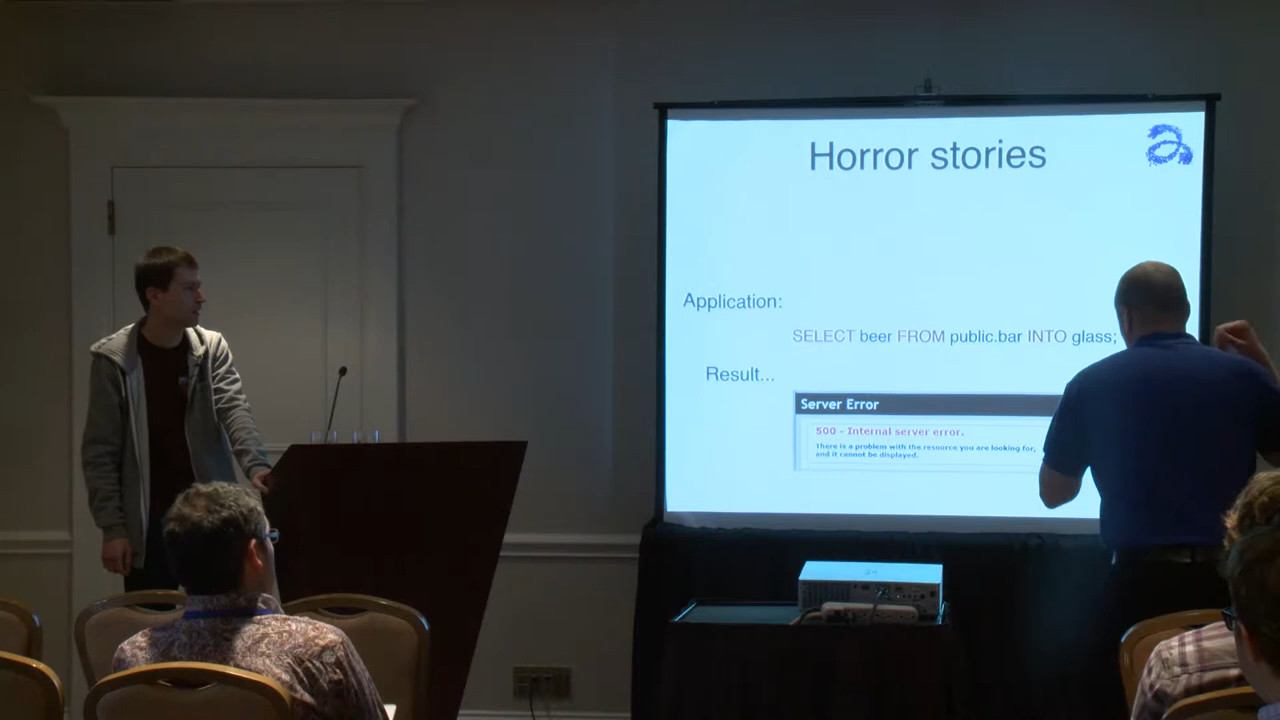 Horror stories
Application:
SELECT beer FROM public.bar INTO glass;
Result...
Server Error
500 - Internal server error.
There is a problem with the resource you are looking for,
and it cannot be displayed.